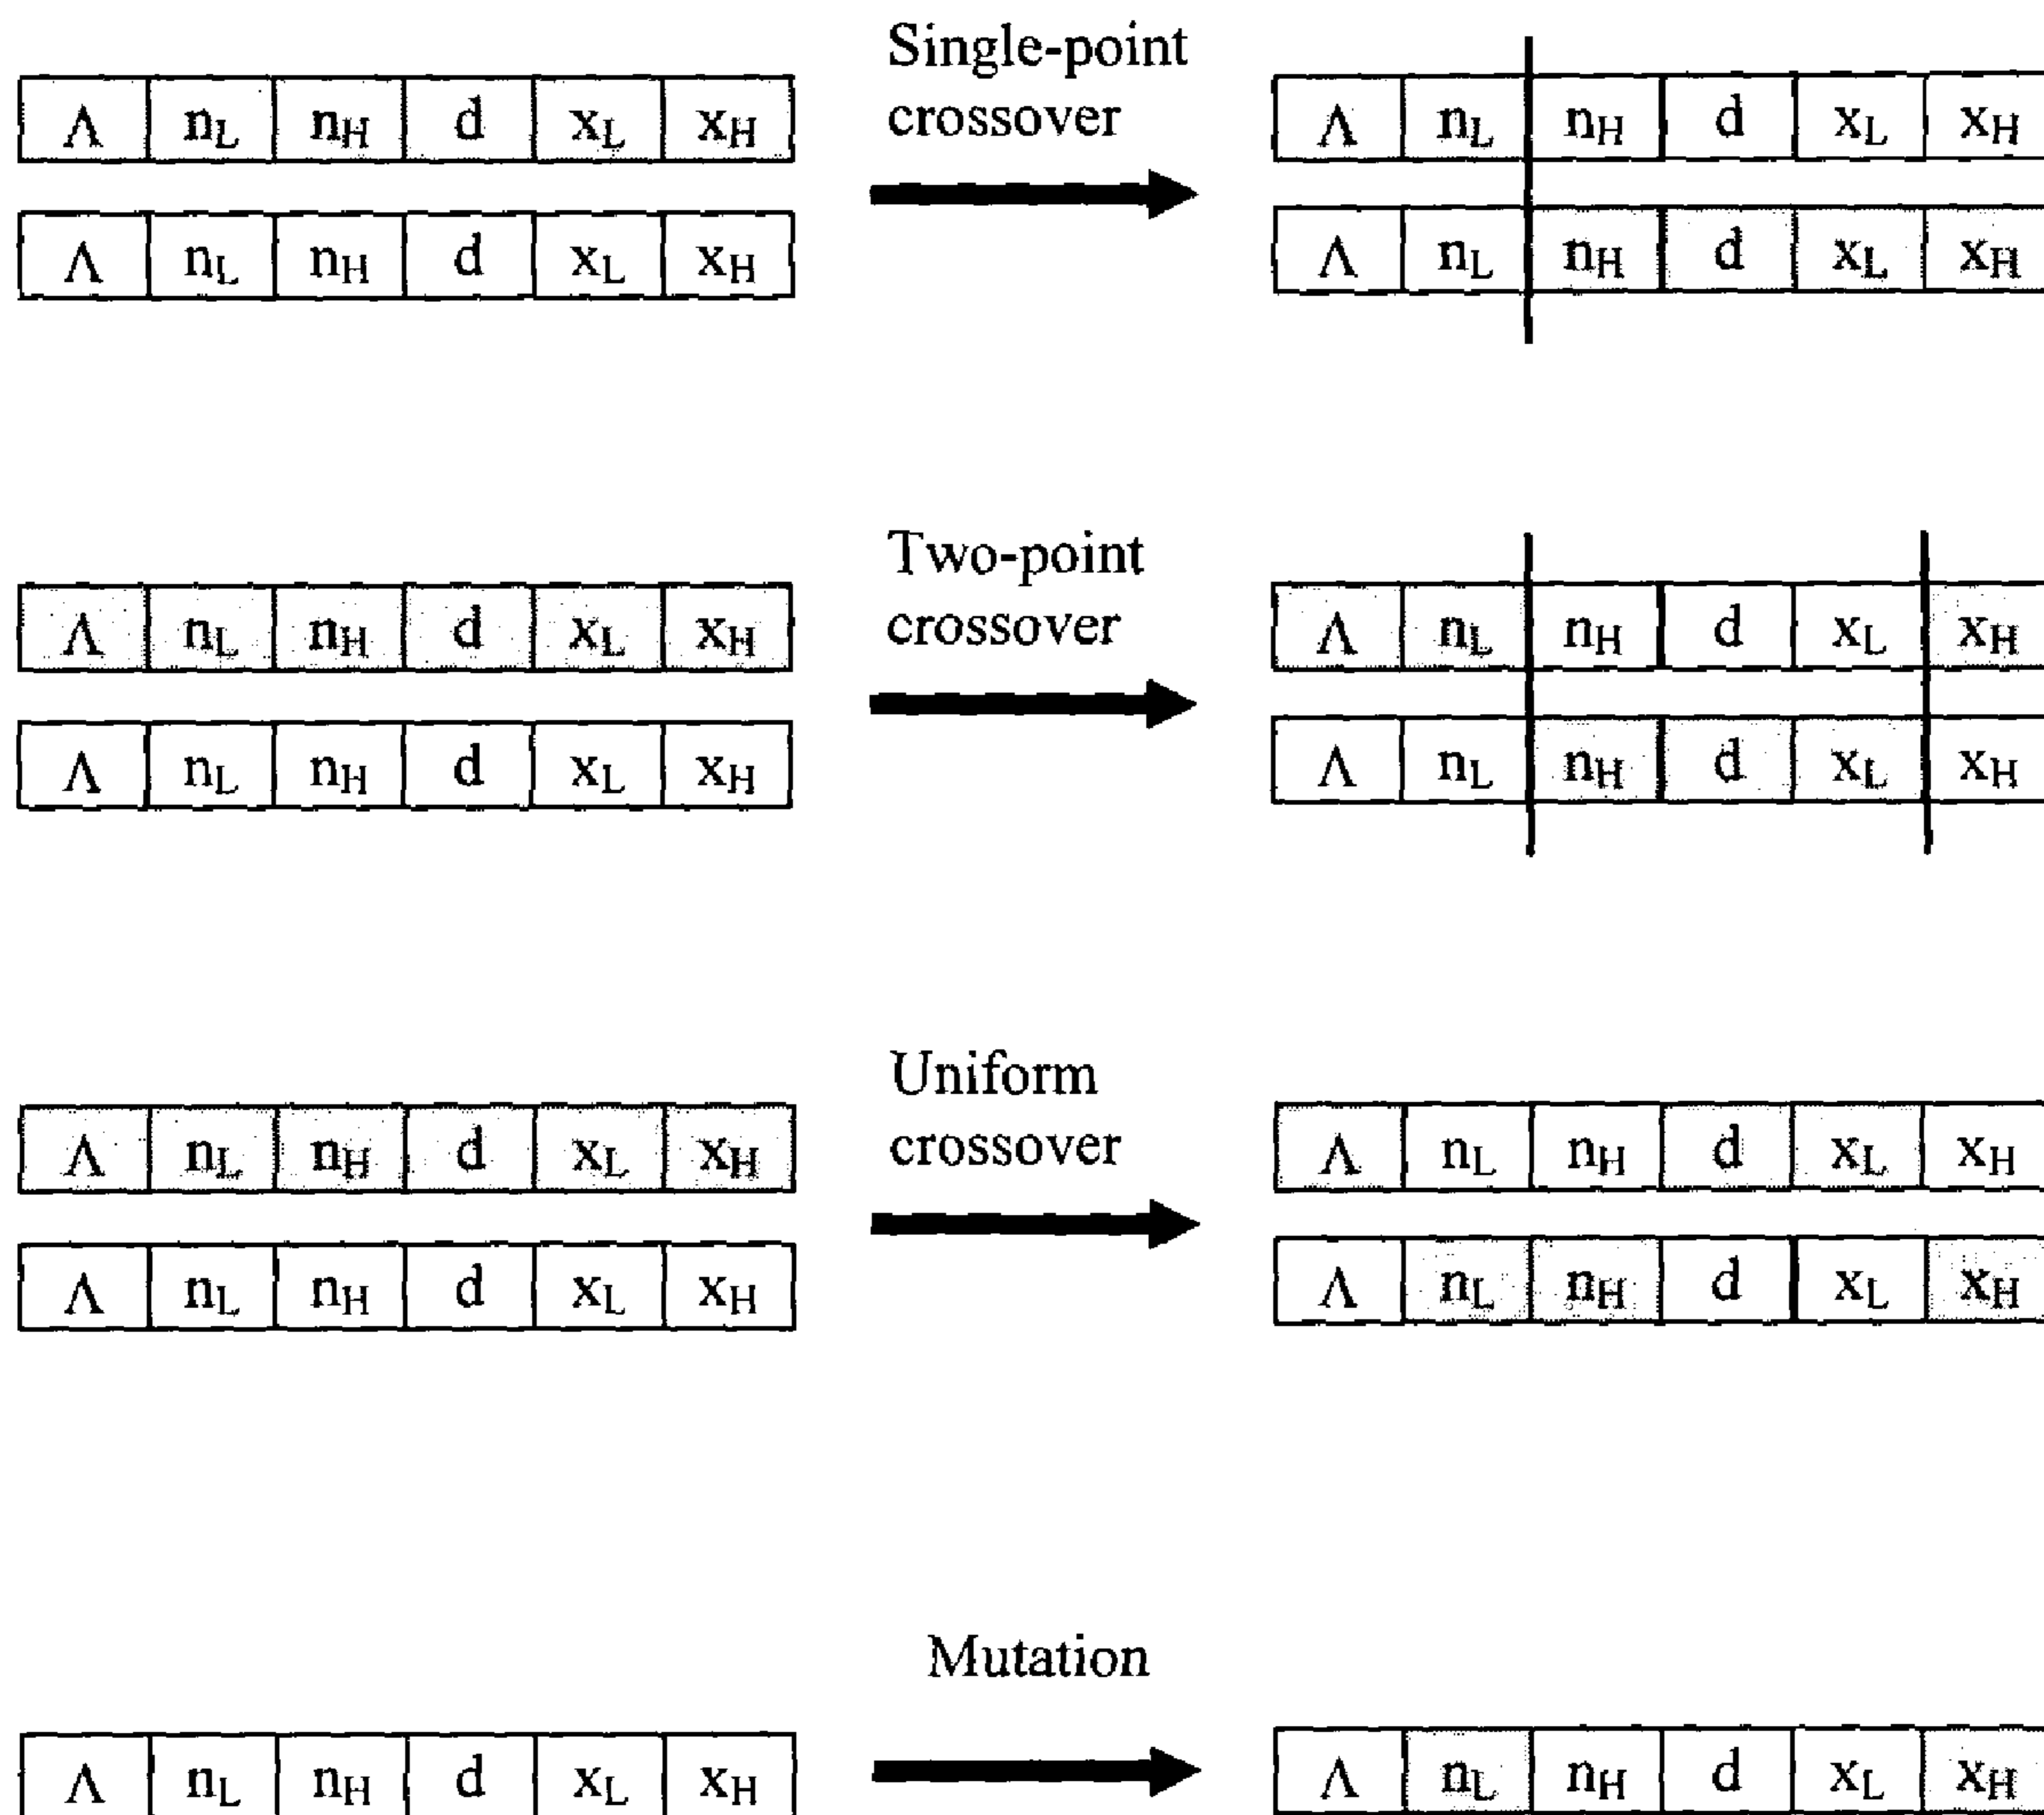 Single-point
crossover
Λ n_L n_H d x_L x_H
Λ n_L n_H d x_L x_H
Λ n_L n_H d x_L x_H
Λ n_L n_H d x_L x_H
Two-point
crossover
Λ n_L n_H d x_L x_H
Λ n_L n_H d x_L x_H
Λ n_L n_H d x_L x_H
Λ n_L n_H d x_L x_H
Uniform
crossover
Λ n_L n_H d x_L x_H
Λ n_L n_H d x_L x_H
Λ n_L n_H d x_L x_H
Λ n_L n_H d x_L x_H
Mutation
Λ n_L n_H d x_L x_H
Λ n_L n_H d x_L x_H